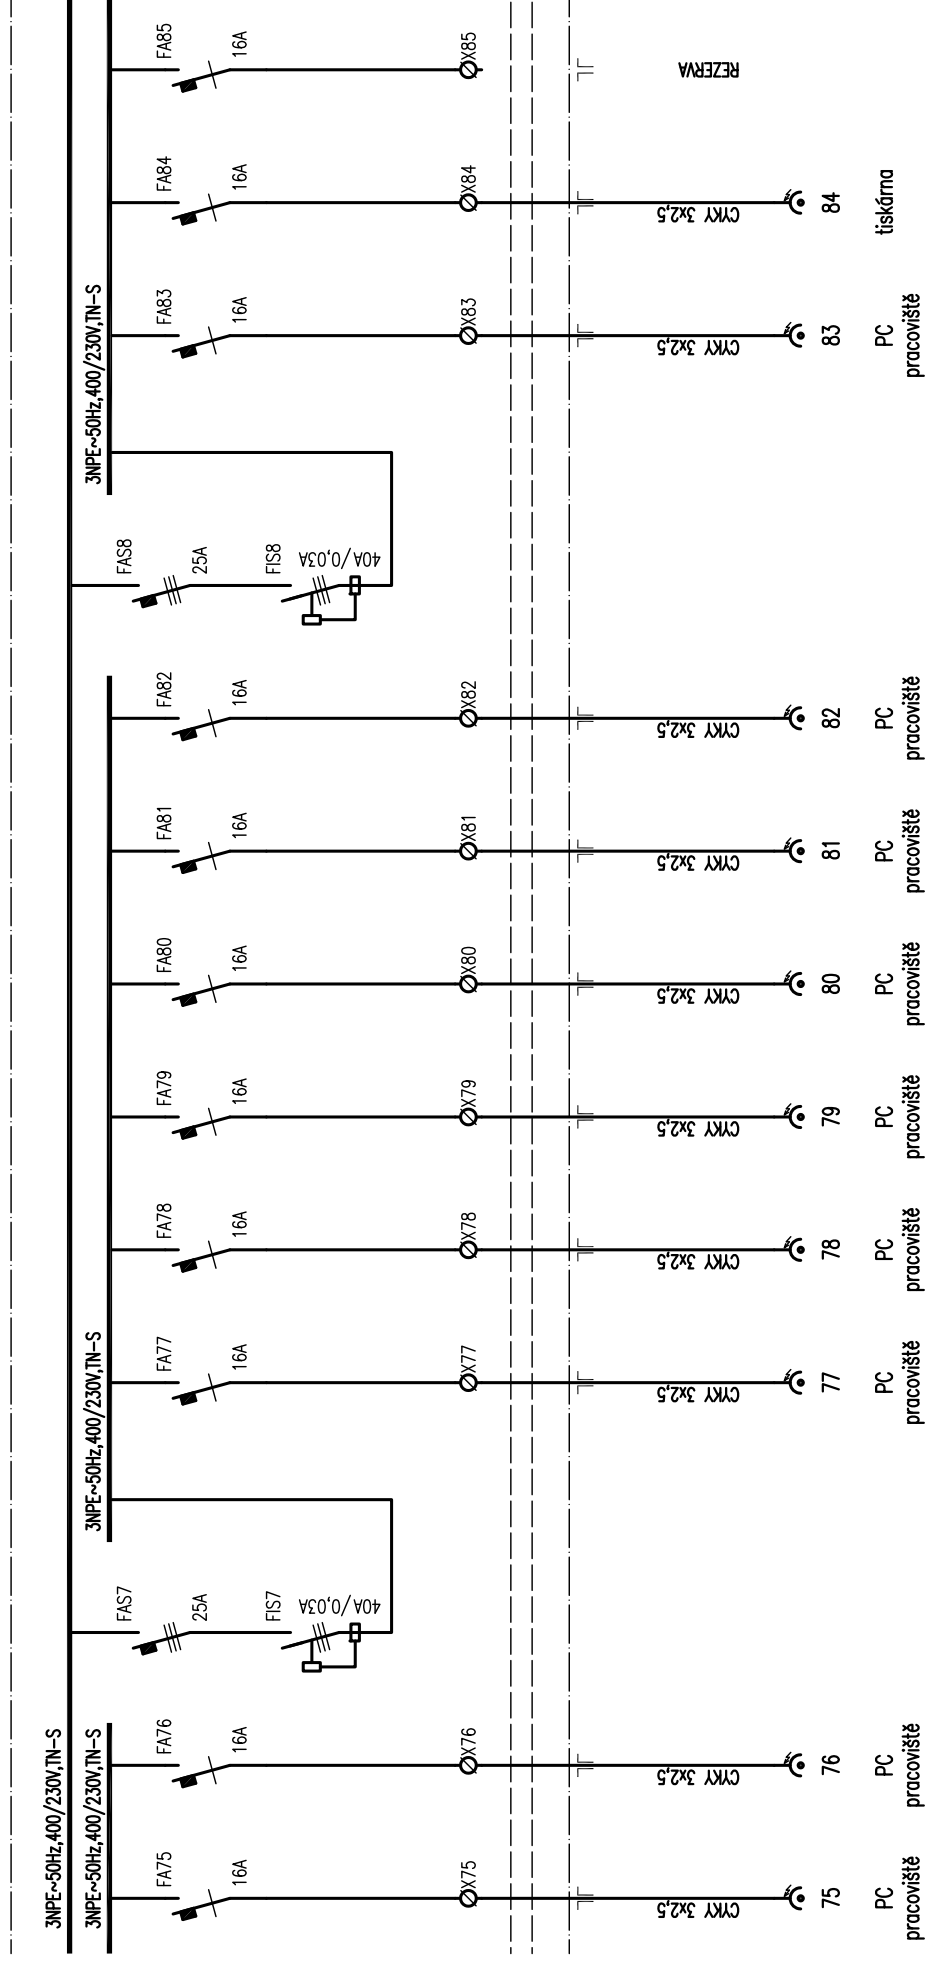 3NPE~50Hz,400/230V,TN-S
3NPE~50Hz,400/230V,TN-S
FA75
16A
X75
CYKY 3x2,5
75
PC
pracoviště
FA76
16A
X76
CYKY 3x2,5
76
PC
pracoviště
FAS7
25A
FIS7
40A/0,03A
3NPE~50Hz,400/230V,TN-S
FA77
16A
X77
CYKY 3x2,5
77
PC
pracoviště
FA78
16A
X78
CYKY 3x2,5
78
PC
pracoviště
FA79
16A
X79
CYKY 3x2,5
79
PC
pracoviště
FA80
16A
X80
CYKY 3x2,5
80
PC
pracoviště
FA81
16A
X81
CYKY 3x2,5
81
PC
pracoviště
FA82
16A
X82
CYKY 3x2,5
82
PC
pracoviště
FAS8
25A
FIS8
40A/0,03A
3NPE~50Hz,400/230V,TN-S
FA83
16A
X83
CYKY 3x2,5
83
PC
pracoviště
FA84
16A
X84
CYKY 3x2,5
84
tiskárna
FA85
16A
X85
REZERVA